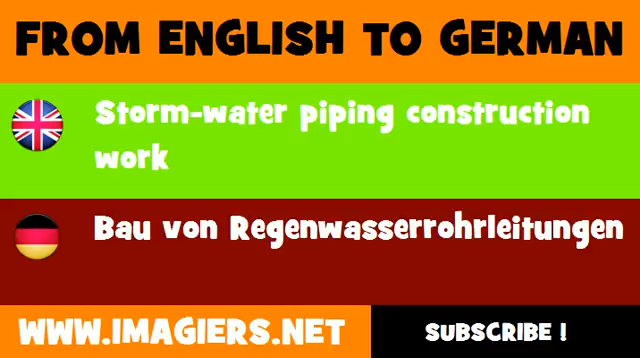 FROM ENGLISH TO GERMAN
Storm-water piping construction
work
Bau von Regenwasserrohrleitungen
WWW.IMAGIERS.NET
SUBSCRIBE !